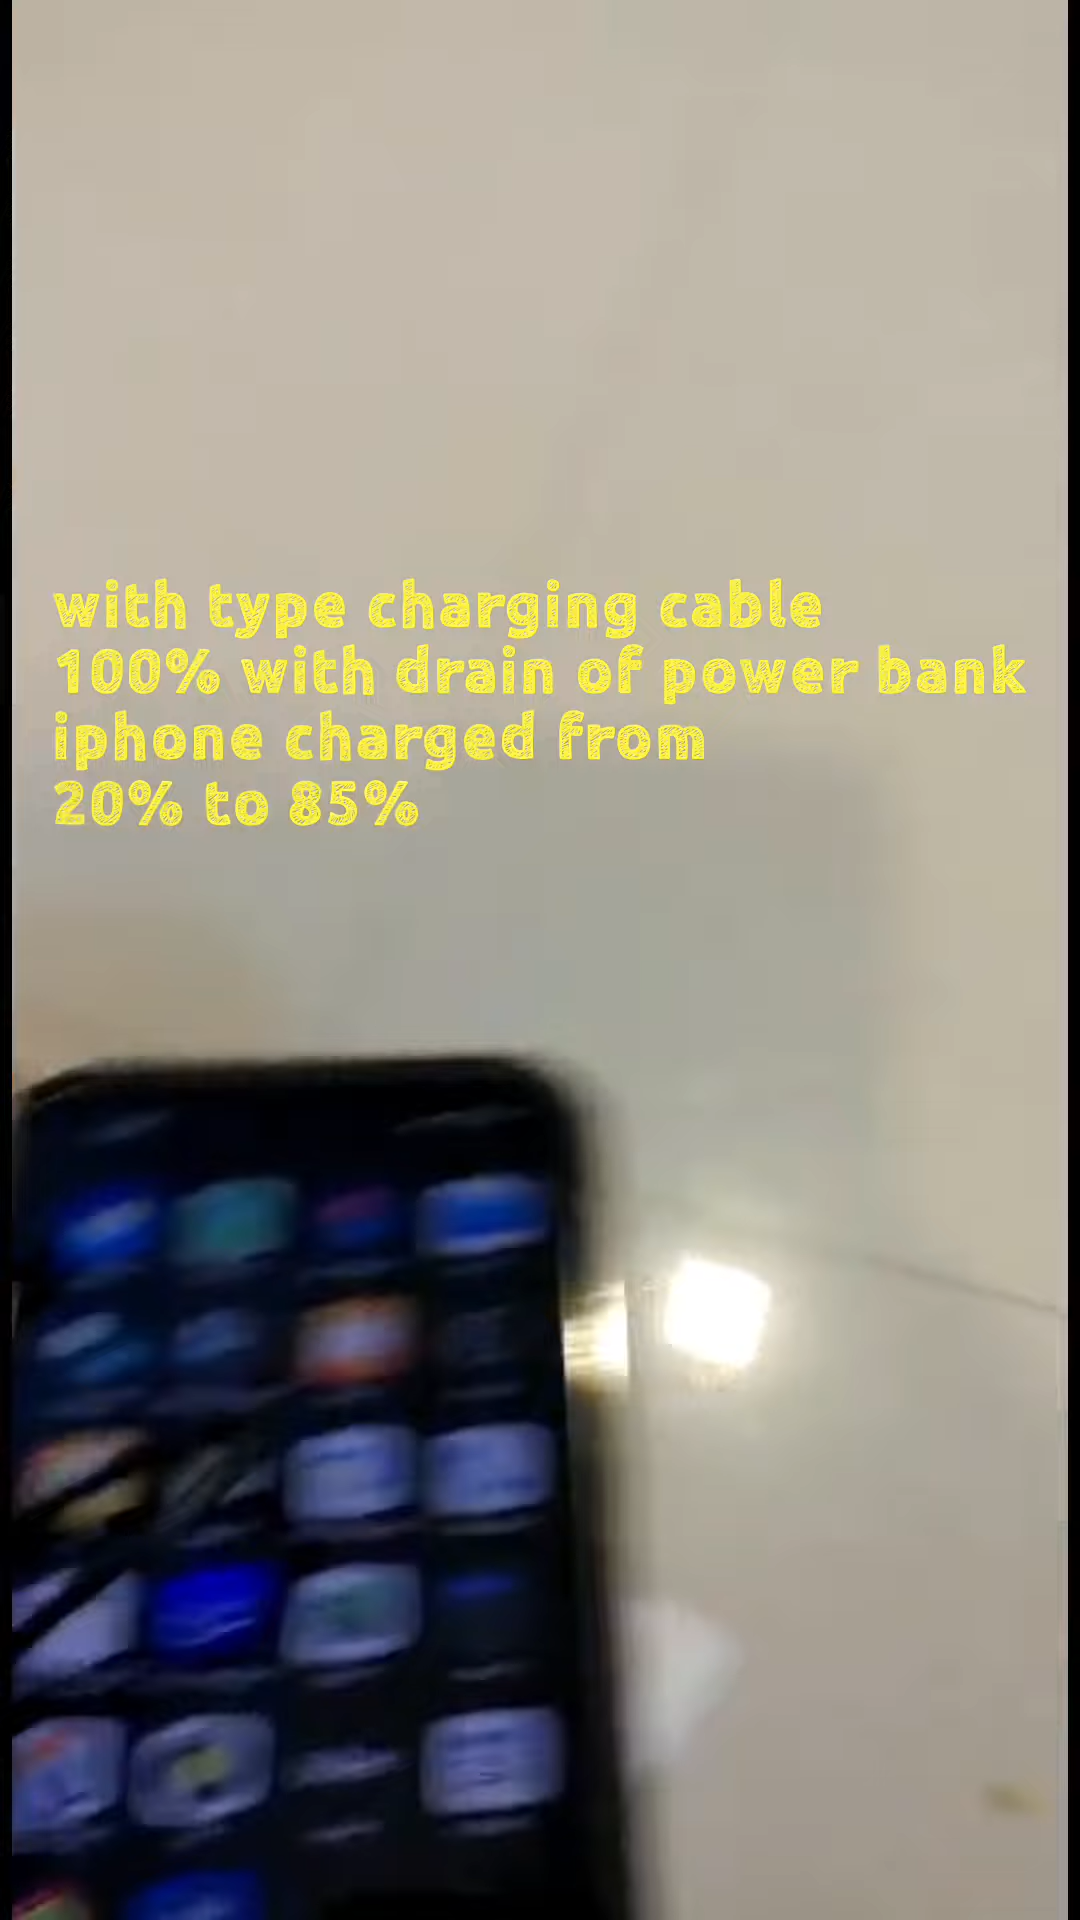 with type charging cable
100% with drain of power bank
iphone charged from
20% to 85%